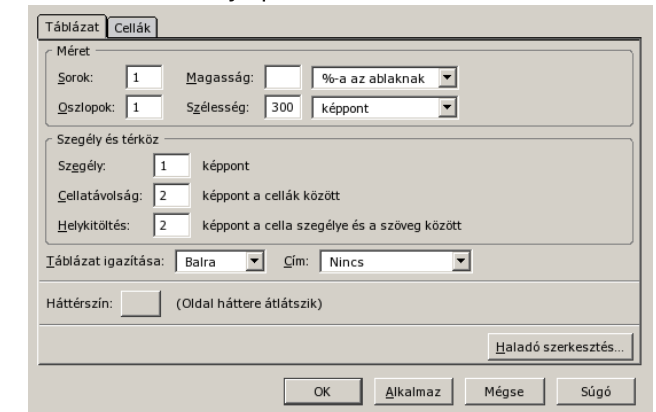 Táblázat Cellák
Méret
Sorok: 1 Magasság: %-a az ablaknak
Oszlopok: 1 Szélesség: 300 képpont
Szegély és térköz
Szegély: 1 képpont
Cellatávolság: 2 képpont a cellák között
Helykitöltés: 2 képpont a cella szegélye és a szöveg között
Táblázat igazítása: Balra Cím: Nincs
Háttérszín: (Oldal háttere átlátszik)
Haladó szerkesztés...
OK Alkalmaz Mégse Súgó